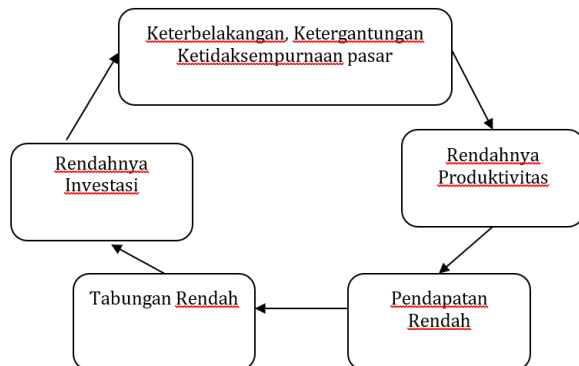 Keterbelakangan, Ketergantungan
Ketidaksempurnaan pasar
Rendahnya
Produktivitas
Pendapatan
Rendah
Tabungan Rendah
Rendahnya
Investasi